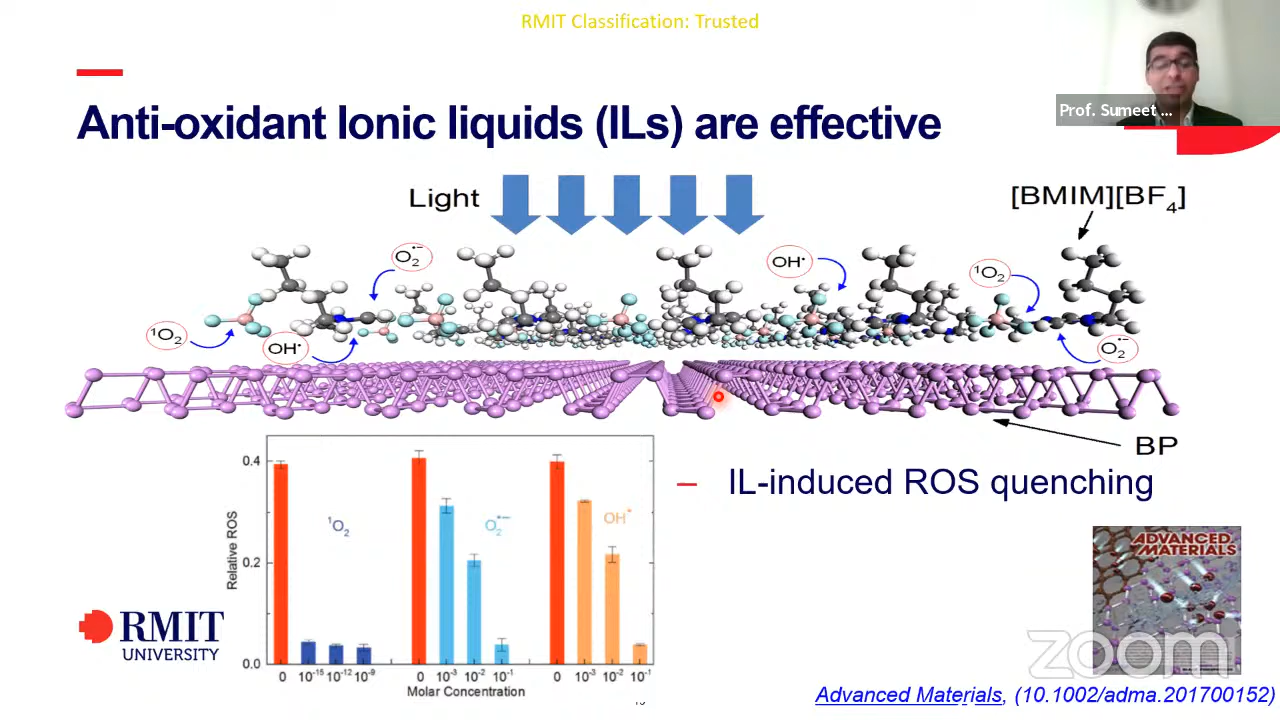 RMIT Classification: Trusted
Prof. Sumeet ...
Anti-oxidant Ionic liquids (ILs) are effective
Light
[BMIM][BF4]
O2•−
OH•
1O2
1O2
OH•
O2•−
BP
– IL-induced ROS quenching
Relative ROS
0.4
0.2
0.0
1O2
O2•−
OH•
0 10-15 10-12 10-9 0 10-3 10-2 10-1 0 10-3 10-2 10-1
Molar Concentration
RMIT
UNIVERSITY
ADVANCED
MATERIALS
zoom
Advanced Materials, (10.1002/adma.201700152)